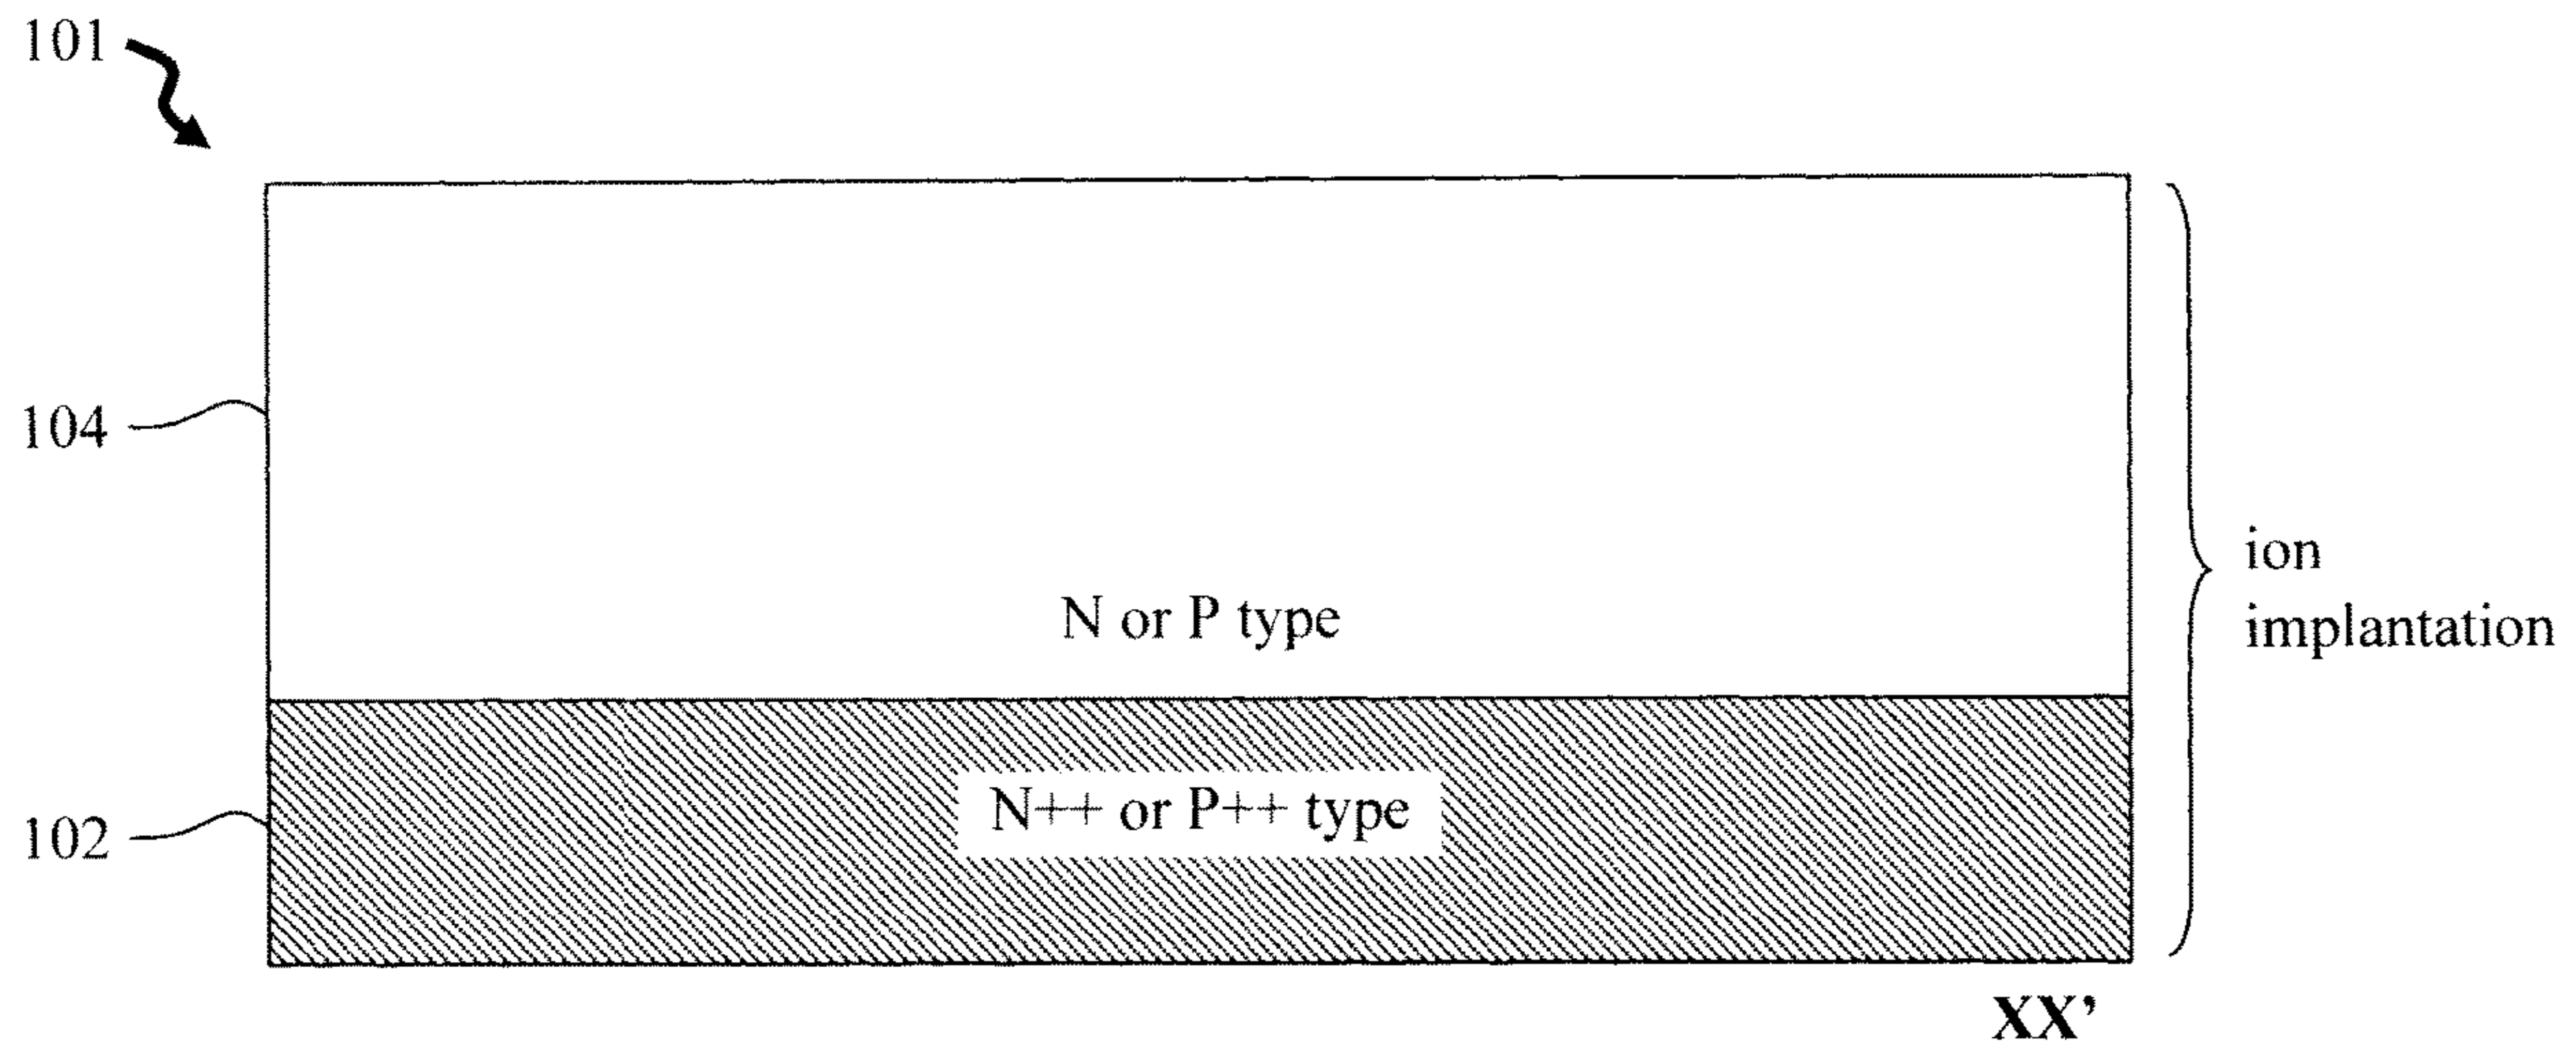 101
104
N or P type
ion
implantation
N++ or P++ type
102
XX’